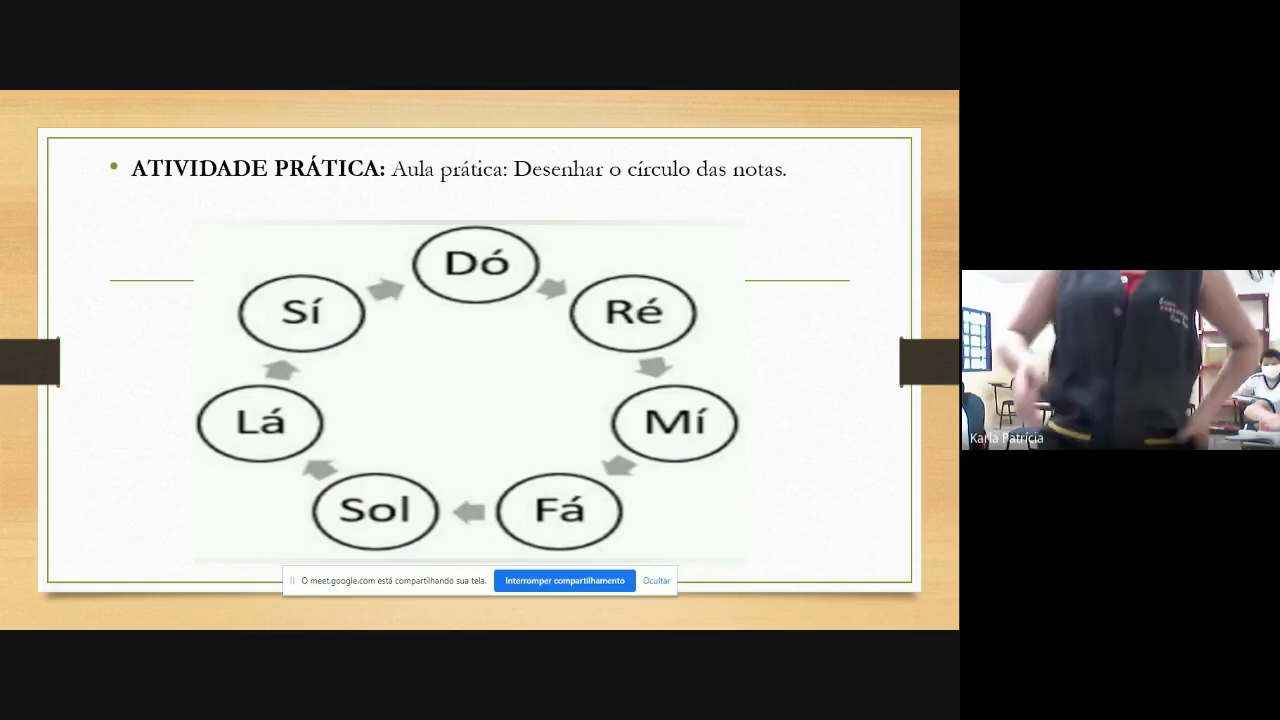 • ATIVIDADE PRÁTICA: Aula prática: Desenhar o círculo das notas.
Dó
Ré
Mí
Fá
Sol
Lá
Sí
O meet.google.com está compartilhando sua tela. Interromper compartilhamento Ocultar
Karla Patrícia